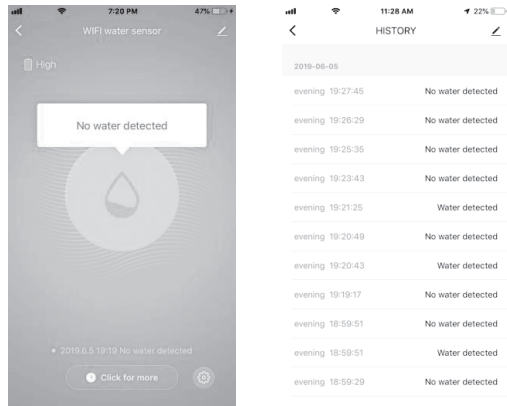 7:20 PM
47%
WIFI water sensor
High
No water detected
2019.6.5 19:19 No water detected
Click for more
11:28 AM
22%
HISTORY
2019-06-05
evening 19:27:45 No water detected
evening 19:26:29 No water detected
evening 19:25:35 No water detected
evening 19:23:43 No water detected
evening 19:21:25 Water detected
evening 19:20:49 No water detected
evening 19:20:43 Water detected
evening 19:19:17 No water detected
evening 18:59:51 No water detected
evening 18:59:51 Water detected
evening 18:59:29 No water detected